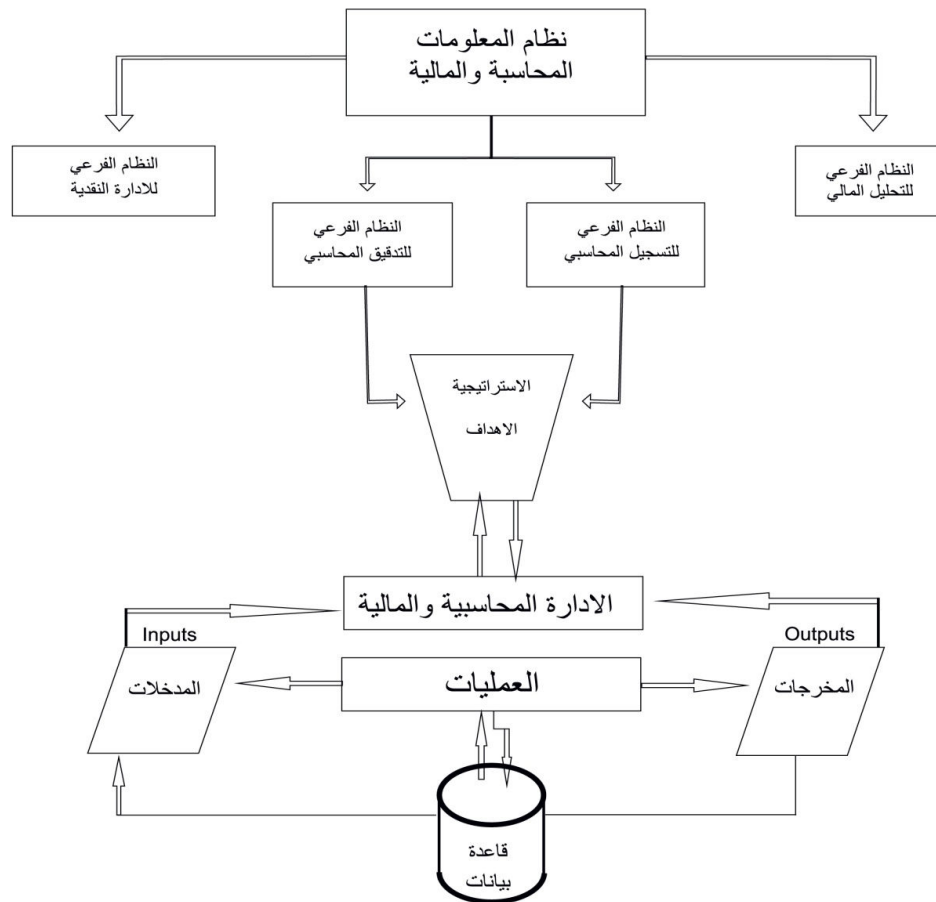 نظام المعلومات
المحاسبة والمالية
النظام الفرعي
للتحليل المالي
النظام الفرعي
للادارة النقدية
النظام الفرعي
للتسجيل المحاسبي
النظام الفرعي
للتدقيق المحاسبي
الاستراتيجية
الاهداف
الادارة المحاسبية والمالية
Outputs
Inputs
المخرجات
العمليات
المدخلات
قاعدة
بيانات